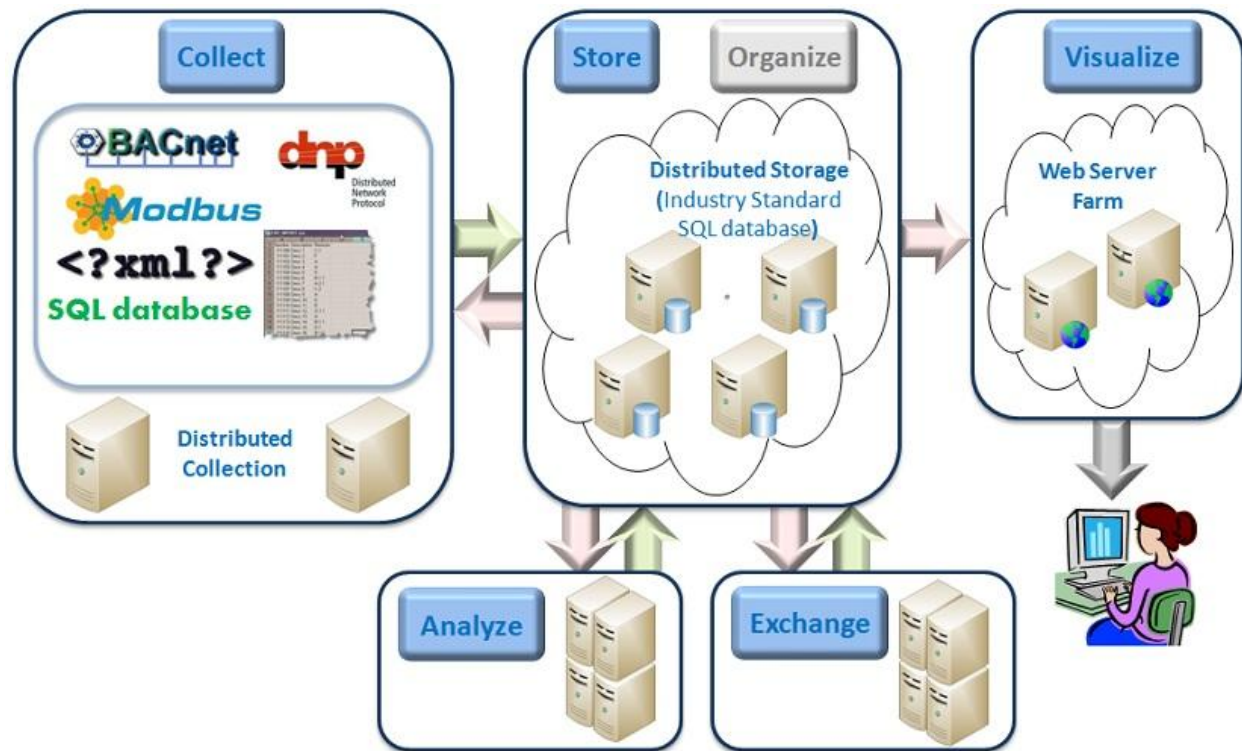 Collect
BACnet
dnp
Distributed
Network
Protocol
Modbus
<?xml?>
SQL database
Distributed
Collection
Store
Organize
Distributed Storage
(Industry Standard
SQL database)
Visualize
Web Server
Farm
Analyze
Exchange